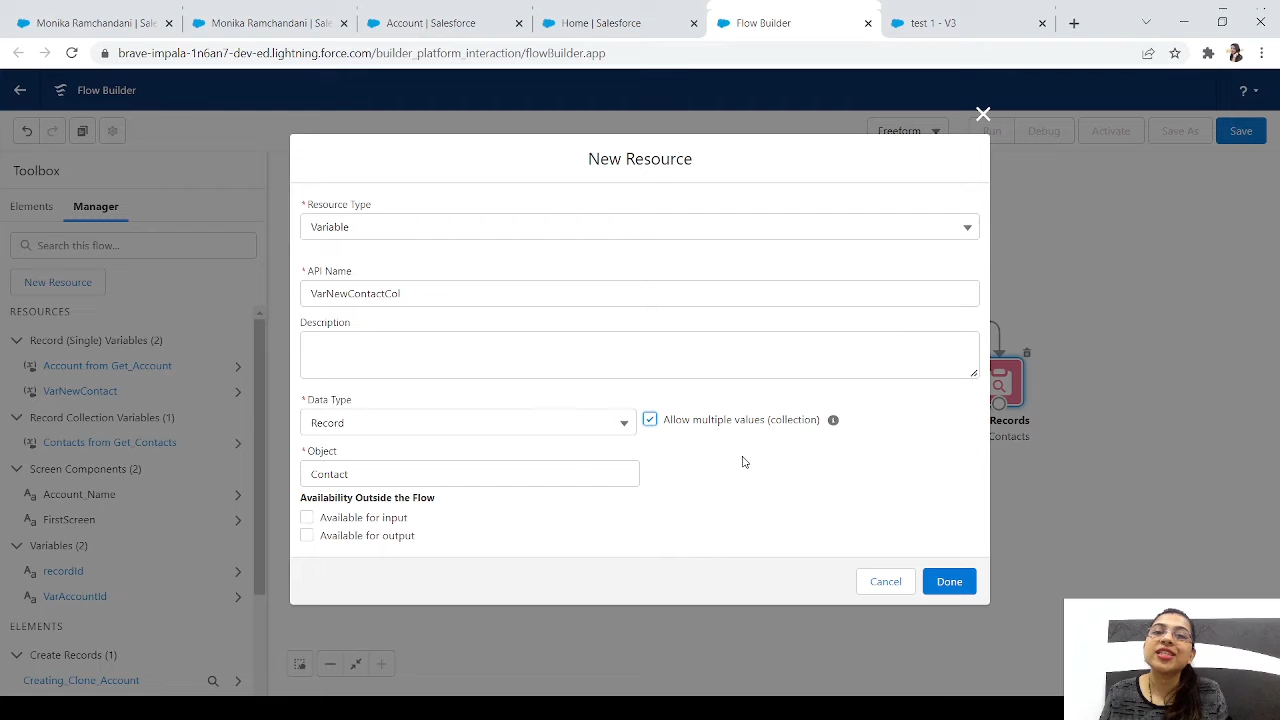 Monika Ramchandani | Sale
Monika Ramchandani | Sale
Account | Salesforce
Home | Salesforce
Flow Builder
test 1 - V3
brave-impala-1n6an7-dev-ed.lightning.force.com/builder_platform_interaction/flowBuilder.app
Flow Builder
?
Freeform
Run
Debug
Activate
Save As
Save
Toolbox
Elements
Manager
Search this flow...
New Resource
RESOURCES
Record (Single) Variables (2)
Account from Get_Account
VarNewContact
Record Collection Variables (1)
Contacts from Get_Contacts
Screen Components (2)
Account_Name
FirstScreen
Variables (2)
recordId
VarAccountId
ELEMENTS
Create Records (1)
Creating_Clone_Account
New Resource
* Resource Type
Variable
* API Name
VarNewContactCol
Description
* Data Type
Record
Allow multiple values (collection)
* Object
Contact
Availability Outside the Flow
Available for input
Available for output
Cancel
Done
Records
Contacts